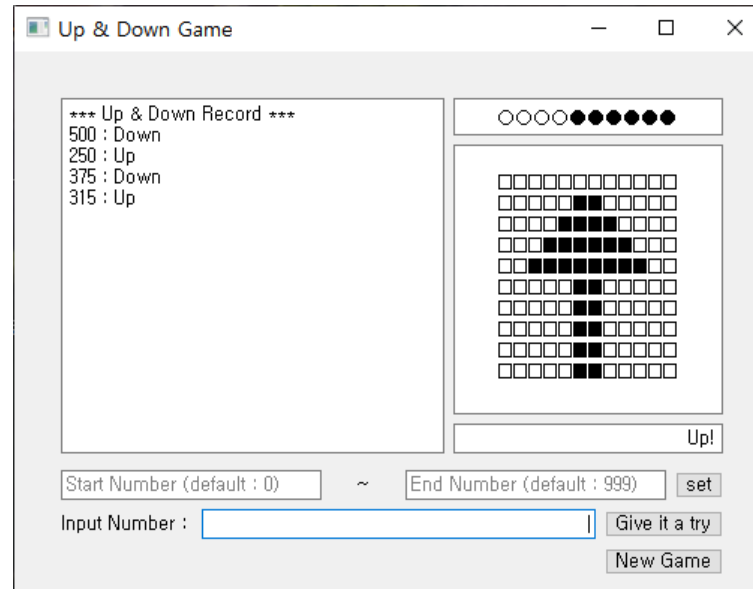 Up & Down Game
*** Up & Down Record ***
500 : Down
250 : Up
375 : Down
315 : Up
○○○○●●●●●●
□□□□□□□□□□□□
□□□□□■■□□□□□
□□□□■■■■□□□□
□□□■■■■■■□□□
□□■■■■■■■■□□
□□□□□■■□□□□□
□□□□□■■□□□□□
□□□□□■■□□□□□
□□□□□■■□□□□□
□□□□□■■□□□□□
Up!
Start Number (default : 0) ~ End Number (default : 999) set
Input Number : Give it a try
New Game